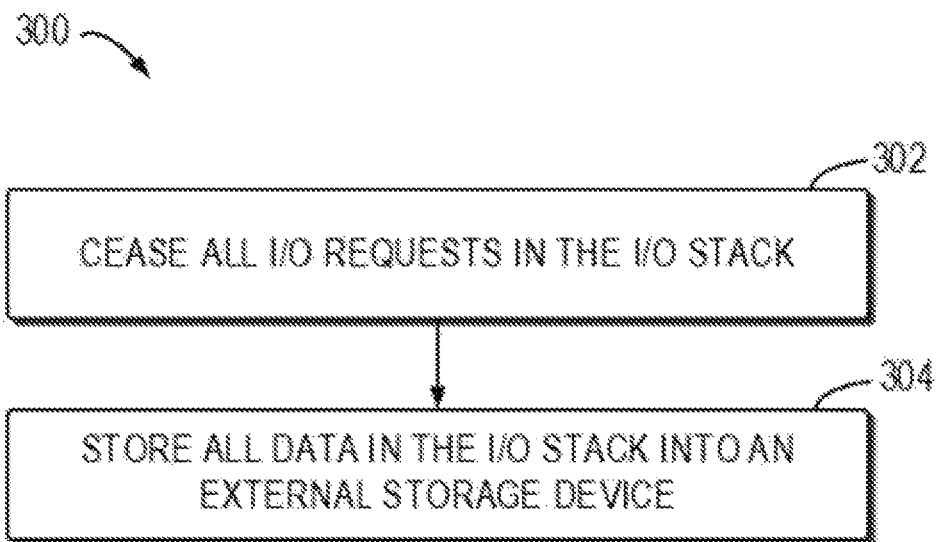 300
302
CEASE ALL I/O REQUESTS IN THE I/O STACK
304
STORE ALL DATA IN THE I/O STACK INTO AN
EXTERNAL STORAGE DEVICE